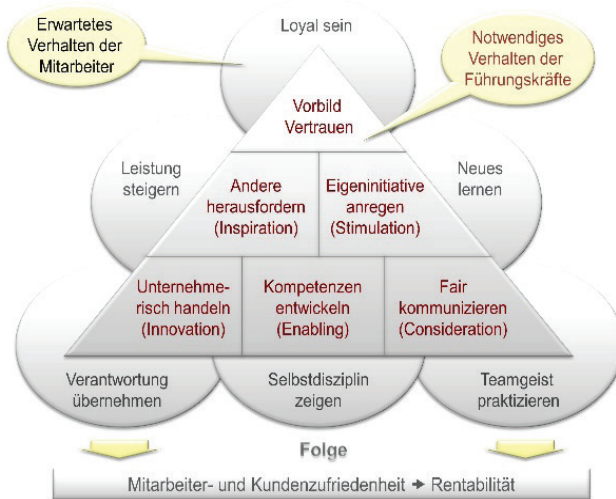 Erwartetes
Verhalten der
Mitarbeiter
Loyal sein
Notwendiges
Verhalten der
Führungskräfte
Vorbild
Vertrauen
Leistung
steigern
Andere
herausfordern
(Inspiration)
Eigeninitiative
anregen
(Stimulation)
Neues
lernen
Unternehme-
risch handeln
(Innovation)
Kompetenzen
entwickeln
(Enabling)
Fair
kommunizieren
(Consideration)
Verantwortung
übernehmen
Selbstdisziplin
zeigen
Teamgeist
praktizieren
Folge
Mitarbeiter- und Kundenzufriedenheit ➔ Rentabilität